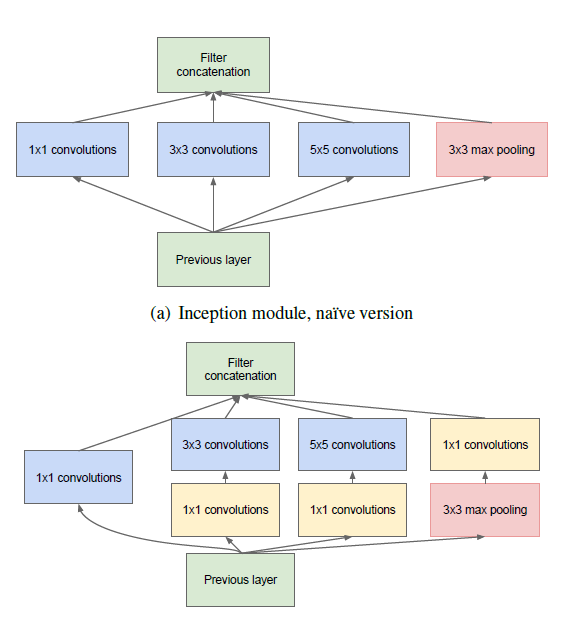 Filter
concatenation
1x1 convolutions
3x3 convolutions
5x5 convolutions
3x3 max pooling
Previous layer
(a) Inception module, naïve version
Filter
concatenation
3x3 convolutions
5x5 convolutions
1x1 convolutions
1x1 convolutions
1x1 convolutions
1x1 convolutions
3x3 max pooling
Previous layer